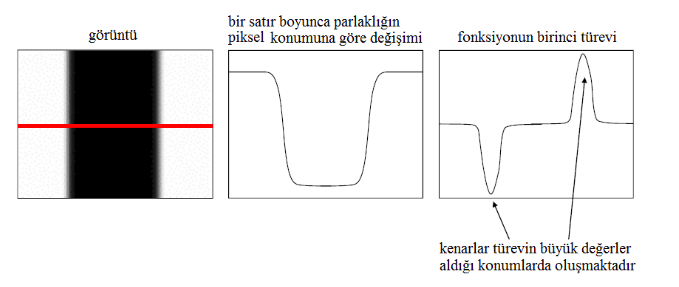 görüntü
bir satır boyunca parlaklığın
piksel konumuna göre değişimi
fonksiyonun birinci türevi
kenarlar türevin büyük değerler
aldığı konumlarda oluşmaktadır